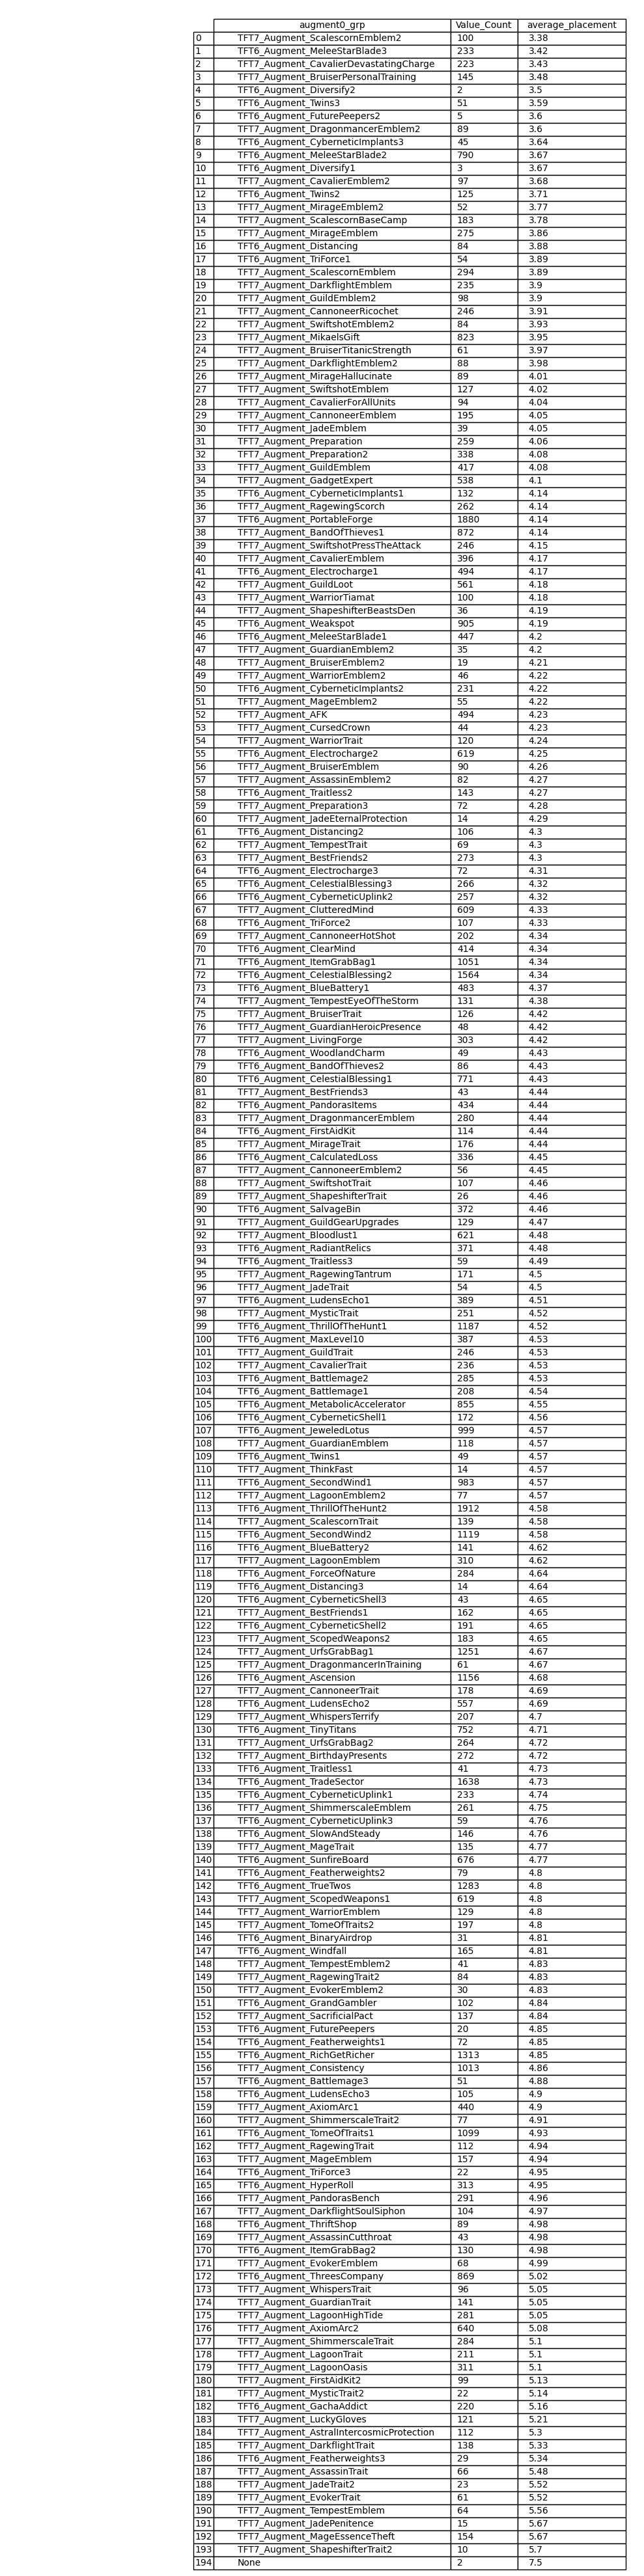 augment0_grp Value_Count average_placement
0 TFT7_Augment_ScalescornEmblem2 100 3.38
1 TFT6_Augment_MeleeStarBlade3 233 3.42
2 TFT7_Augment_CavalierDevastatingCharge 223 3.43
3 TFT7_Augment_BruiserPersonalTraining 145 3.48
4 TFT6_Augment_Diversify2 2 3.5
5 TFT6_Augment_Twins3 51 3.59
6 TFT6_Augment_FuturePeepers2 5 3.6
7 TFT7_Augment_DragonmancerEmblem2 89 3.6
8 TFT6_Augment_CyberneticImplants3 45 3.64
9 TFT6_Augment_MeleeStarBlade2 790 3.67
10 TFT6_Augment_Diversify1 3 3.67
11 TFT7_Augment_CavalierEmblem2 97 3.68
12 TFT6_Augment_Twins2 125 3.71
13 TFT7_Augment_MirageEmblem2 52 3.77
14 TFT7_Augment_ScalescornBaseCamp 183 3.78
15 TFT7_Augment_MirageEmblem 275 3.86
16 TFT6_Augment_Distancing 84 3.88
17 TFT6_Augment_TriForce1 54 3.89
18 TFT7_Augment_ScalescornEmblem 294 3.89
19 TFT7_Augment_DarkflightEmblem 235 3.9
20 TFT7_Augment_GuildEmblem2 98 3.9
21 TFT7_Augment_CannoneerRicochet 246 3.91
22 TFT7_Augment_SwiftshotEmblem2 84 3.93
23 TFT7_Augment_MikaelsGift 823 3.95
24 TFT7_Augment_BruiserTitanicStrength 61 3.97
25 TFT7_Augment_DarkflightEmblem2 88 3.98
26 TFT7_Augment_MirageHallucinate 89 4.01
27 TFT7_Augment_SwiftshotEmblem 127 4.02
28 TFT7_Augment_CavalierForAllUnits 94 4.04
29 TFT7_Augment_CannoneerEmblem 195 4.05
30 TFT7_Augment_JadeEmblem 39 4.05
31 TFT7_Augment_Preparation 259 4.06
32 TFT7_Augment_Preparation2 338 4.08
33 TFT7_Augment_GuildEmblem 417 4.08
34 TFT7_Augment_GadgetExpert 538 4.1
35 TFT6_Augment_CyberneticImplants1 132 4.14
36 TFT7_Augment_RagewingScorch 262 4.14
37 TFT6_Augment_PortableForge 1880 4.14
38 TFT7_Augment_BandOfThieves1 872 4.14
39 TFT7_Augment_SwiftshotPressTheAttack 246 4.15
40 TFT7_Augment_CavalierEmblem 396 4.17
41 TFT6_Augment_Electrocharge1 494 4.17
42 TFT7_Augment_GuildLoot 561 4.18
43 TFT7_Augment_WarriorTiamat 100 4.18
44 TFT7_Augment_ShapeshifterBeastsDen 36 4.19
45 TFT6_Augment_Weakspot 905 4.19
46 TFT6_Augment_MeleeStarBlade1 447 4.2
47 TFT7_Augment_GuardianEmblem2 35 4.2
48 TFT7_Augment_BruiserEmblem2 19 4.21
49 TFT7_Augment_WarriorEmblem2 46 4.22
50 TFT6_Augment_CyberneticImplants2 231 4.22
51 TFT7_Augment_MageEmblem2 55 4.22
52 TFT7_Augment_AFK 494 4.23
53 TFT7_Augment_CursedCrown 44 4.23
54 TFT7_Augment_WarriorTrait 120 4.24
55 TFT6_Augment_Electrocharge2 619 4.25
56 TFT7_Augment_BruiserEmblem 90 4.26
57 TFT7_Augment_AssassinEmblem2 82 4.27
58 TFT6_Augment_Traitless2 143 4.27
59 TFT7_Augment_Preparation3 72 4.28
60 TFT7_Augment_JadeEternalProtection 14 4.29
61 TFT6_Augment_Distancing2 106 4.3
62 TFT7_Augment_TempestTrait 69 4.3
63 TFT7_Augment_BestFriends2 273 4.3
64 TFT6_Augment_Electrocharge3 72 4.31
65 TFT6_Augment_CelestialBlessing3 266 4.32
66 TFT6_Augment_CyberneticUplink2 257 4.32
67 TFT7_Augment_ClutteredMind 609 4.33
68 TFT6_Augment_TriForce2 107 4.33
69 TFT7_Augment_CannoneerHotShot 202 4.34
70 TFT6_Augment_ClearMind 414 4.34
71 TFT6_Augment_ItemGrabBag1 1051 4.34
72 TFT6_Augment_CelestialBlessing2 1564 4.34
73 TFT6_Augment_BlueBattery1 483 4.37
74 TFT7_Augment_TempestEyeOfTheStorm 131 4.38
75 TFT7_Augment_BruiserTrait 126 4.42
76 TFT7_Augment_GuardianHeroicPresence 48 4.42
77 TFT7_Augment_LivingForge 303 4.42
78 TFT6_Augment_WoodlandCharm 49 4.43
79 TFT6_Augment_BandOfThieves2 86 4.43
80 TFT6_Augment_CelestialBlessing1 771 4.43
81 TFT7_Augment_BestFriends3 43 4.44
82 TFT6_Augment_PandorasItems 434 4.44
83 TFT7_Augment_DragonmancerEmblem 280 4.44
84 TFT6_Augment_FirstAidKit 114 4.44
85 TFT7_Augment_MirageTrait 176 4.44
86 TFT6_Augment_CalculatedLoss 336 4.45
87 TFT7_Augment_CannoneerEmblem2 56 4.45
88 TFT7_Augment_SwiftshotTrait 107 4.46
89 TFT7_Augment_ShapeshifterTrait 26 4.46
90 TFT6_Augment_SalvageBin 372 4.46
91 TFT7_Augment_GuildGearUpgrades 129 4.47
92 TFT7_Augment_Bloodlust1 621 4.48
93 TFT6_Augment_RadiantRelics 371 4.48
94 TFT6_Augment_Traitless3 59 4.49
95 TFT7_Augment_RagewingTantrum 171 4.5
96 TFT7_Augment_JadeTrait 54 4.5
97 TFT6_Augment_LudensEcho1 389 4.51
98 TFT7_Augment_MysticTrait 251 4.52
99 TFT6_Augment_ThrillOfTheHunt1 1187 4.52
100 TFT6_Augment_MaxLevel10 387 4.53
101 TFT7_Augment_GuildTrait 246 4.53
102 TFT7_Augment_CavalierTrait 236 4.53
103 TFT6_Augment_Battlemage2 285 4.53
104 TFT6_Augment_Battlemage1 208 4.54
105 TFT6_Augment_MetabolicAccelerator 855 4.55
106 TFT6_Augment_CyberneticShell1 172 4.56
107 TFT6_Augment_JeweledLotus 999 4.57
108 TFT7_Augment_GuardianEmblem 118 4.57
109 TFT6_Augment_Twins1 49 4.57
110 TFT7_Augment_ThinkFast 14 4.57
111 TFT6_Augment_SecondWind1 983 4.57
112 TFT7_Augment_LagoonEmblem2 77 4.57
113 TFT6_Augment_ThrillOfTheHunt2 1912 4.58
114 TFT7_Augment_ScalescornTrait 139 4.58
115 TFT6_Augment_SecondWind2 1119 4.58
116 TFT6_Augment_BlueBattery2 141 4.62
117 TFT7_Augment_LagoonEmblem 310 4.62
118 TFT6_Augment_ForceOfNature 284 4.64
119 TFT6_Augment_Distancing3 14 4.64
120 TFT6_Augment_CyberneticShell3 43 4.65
121 TFT7_Augment_BestFriends1 162 4.65
122 TFT6_Augment_CyberneticShell2 191 4.65
123 TFT7_Augment_ScopedWeapons2 183 4.65
124 TFT7_Augment_UrfsGrabBag1 1251 4.67
125 TFT7_Augment_DragonmancerInTraining 61 4.67
126 TFT6_Augment_Ascension 1156 4.68
127 TFT7_Augment_CannoneerTrait 178 4.69
128 TFT6_Augment_LudensEcho2 557 4.69
129 TFT7_Augment_WhispersTerrify 207 4.7
130 TFT6_Augment_TinyTitans 752 4.71
131 TFT7_Augment_UrfsGrabBag2 264 4.72
132 TFT7_Augment_BirthdayPresents 272 4.72
133 TFT6_Augment_Traitless1 41 4.73
134 TFT6_Augment_TradeSector 1638 4.73
135 TFT6_Augment_CyberneticUplink1 233 4.74
136 TFT7_Augment_ShimmerscaleEmblem 261 4.75
137 TFT6_Augment_CyberneticUplink3 59 4.76
138 TFT6_Augment_SlowAndSteady 146 4.76
139 TFT7_Augment_MageTrait 135 4.77
140 TFT6_Augment_SunfireBoard 676 4.77
141 TFT6_Augment_Featherweights2 79 4.8
142 TFT6_Augment_TrueTwos 1283 4.8
143 TFT7_Augment_ScopedWeapons1 619 4.8
144 TFT7_Augment_WarriorEmblem 129 4.8
145 TFT7_Augment_TomeOfTraits2 197 4.8
146 TFT6_Augment_BinaryAirdrop 31 4.81
147 TFT6_Augment_Windfall 165 4.81
148 TFT7_Augment_TempestEmblem2 41 4.83
149 TFT7_Augment_RagewingTrait2 84 4.83
150 TFT7_Augment_EvokerEmblem2 30 4.83
151 TFT6_Augment_GrandGambler 102 4.84
152 TFT7_Augment_SacrificialPact 137 4.84
153 TFT6_Augment_FuturePeepers 20 4.85
154 TFT6_Augment_Featherweights1 72 4.85
155 TFT6_Augment_RichGetRicher 1313 4.85
156 TFT7_Augment_Consistency 1013 4.86
157 TFT6_Augment_Battlemage3 51 4.88
158 TFT6_Augment_LudensEcho3 105 4.9
159 TFT7_Augment_AxiomArc1 440 4.9
160 TFT7_Augment_ShimmerscaleTrait2 77 4.91
161 TFT6_Augment_TomeOfTraits1 1099 4.93
162 TFT7_Augment_RagewingTrait 112 4.94
163 TFT7_Augment_MageEmblem 157 4.94
164 TFT6_Augment_TriForce3 22 4.95
165 TFT6_Augment_HyperRoll 313 4.95
166 TFT7_Augment_PandorasBench 291 4.96
167 TFT7_Augment_DarkflightSoulSiphon 104 4.97
168 TFT6_Augment_ThriftShop 89 4.98
169 TFT7_Augment_AssassinCutthroat 43 4.98
170 TFT6_Augment_ItemGrabBag2 130 4.98
171 TFT7_Augment_EvokerEmblem 68 4.99
172 TFT6_Augment_ThreesCompany 869 5.02
173 TFT7_Augment_WhispersTrait 96 5.05
174 TFT7_Augment_GuardianTrait 141 5.05
175 TFT7_Augment_LagoonHighTide 281 5.05
176 TFT7_Augment_AxiomArc2 640 5.08
177 TFT7_Augment_ShimmerscaleTrait 284 5.1
178 TFT7_Augment_LagoonTrait 211 5.1
179 TFT7_Augment_LagoonOasis 311 5.1
180 TFT7_Augment_FirstAidKit2 99 5.13
181 TFT7_Augment_MysticTrait2 22 5.14
182 TFT6_Augment_GachaAddict 220 5.16
183 TFT7_Augment_LuckyGloves 121 5.21
184 TFT7_Augment_AstralIntercosmicProtection 112 5.3
185 TFT7_Augment_DarkflightTrait 138 5.33
186 TFT6_Augment_Featherweights3 29 5.34
187 TFT7_Augment_AssassinTrait 66 5.48
188 TFT7_Augment_JadeTrait2 23 5.52
189 TFT7_Augment_EvokerTrait 61 5.52
190 TFT7_Augment_TempestEmblem 64 5.56
191 TFT7_Augment_JadePenitence 15 5.67
192 TFT7_Augment_MageEssenceTheft 154 5.67
193 TFT7_Augment_ShapeshifterTrait2 10 5.7
194 None 2 7.5